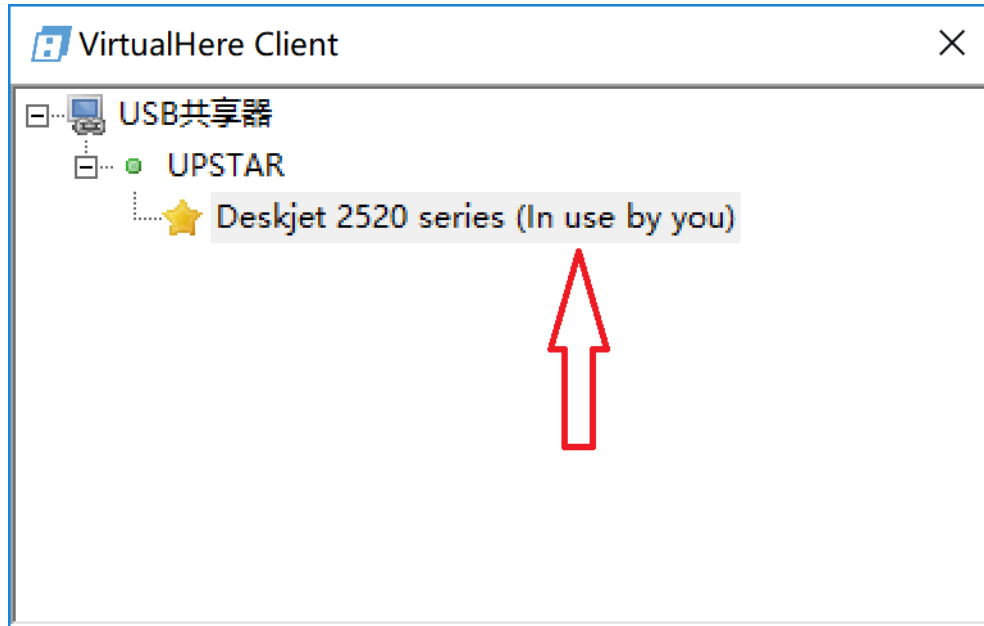 VirtualHere Client
USB共享器
UPSTAR
Deskjet 2520 series (In use by you)